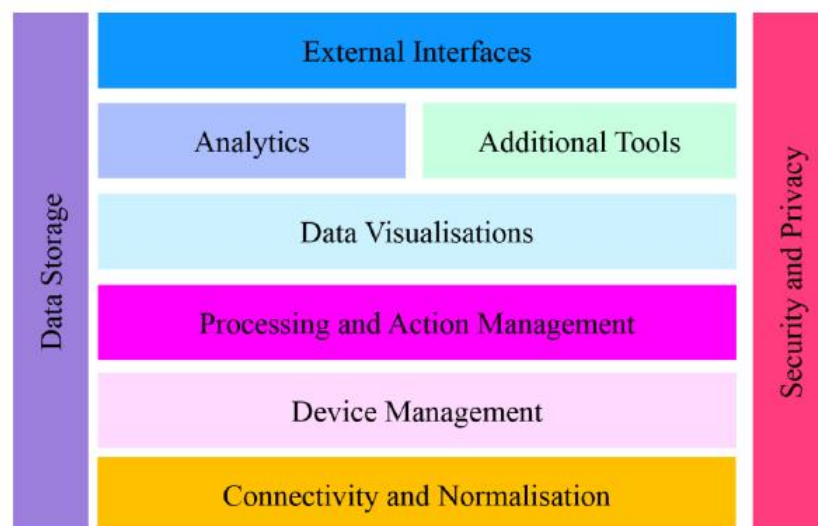 External Interfaces
Analytics
Additional Tools
Data Visualisations
Processing and Action Management
Device Management
Connectivity and Normalisation
Data Storage
Security and Privacy